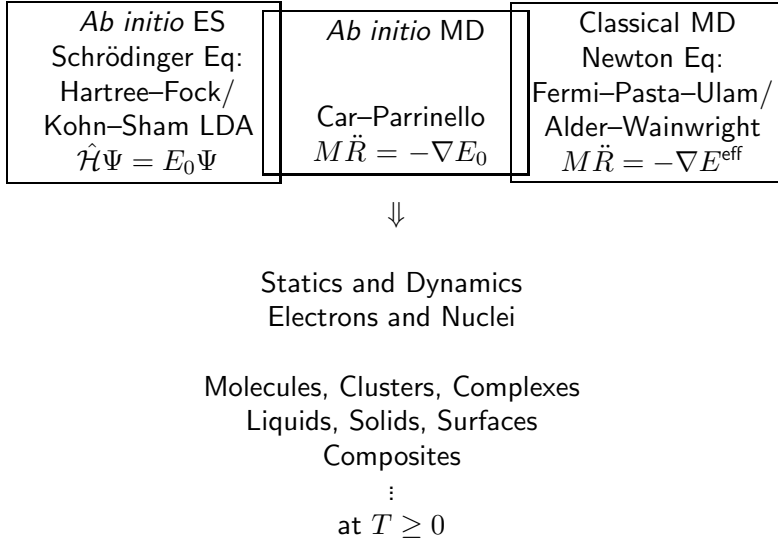 Ab initio ES
Schrödinger Eq:
Hartree–Fock/
Kohn–Sham LDA
ĤΨ = E₀Ψ
Ab initio MD
Car–Parrinello
MR̈ = −∇E₀
Classical MD
Newton Eq:
Fermi–Pasta–Ulam/
Alder–Wainwright
MR̈ = −∇Eᵉᶠᶠ
⇓
Statics and Dynamics
Electrons and Nuclei
Molecules, Clusters, Complexes
Liquids, Solids, Surfaces
Composites
⋮
at T ≥ 0